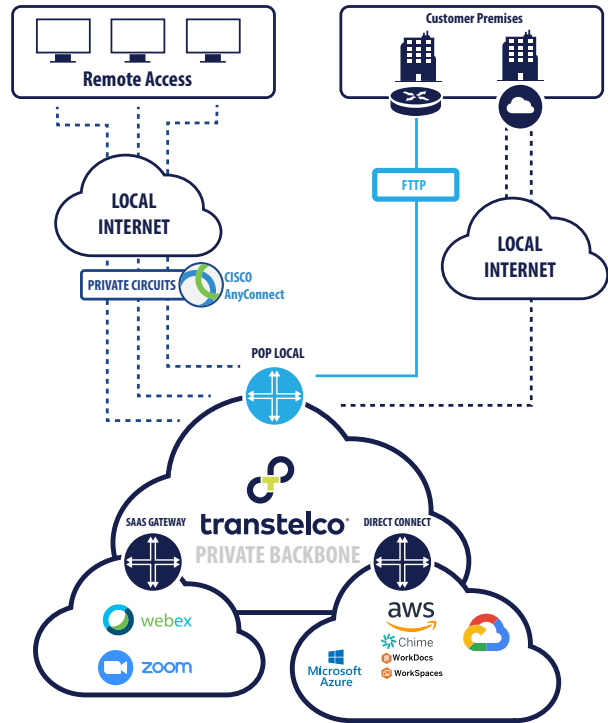 Customer Premises
Remote Access
FTTP
LOCAL
INTERNET
LOCAL
INTERNET
PRIVATE CIRCUITS
CISCO
AnyConnect
POP LOCAL
transtelco®
SAAS GATEWAY
DIRECT CONNECT
PRIVATE BACKBONE
webex
zoom
aws
Chime
WorkDocs
WorkSpaces
Microsoft
Azure